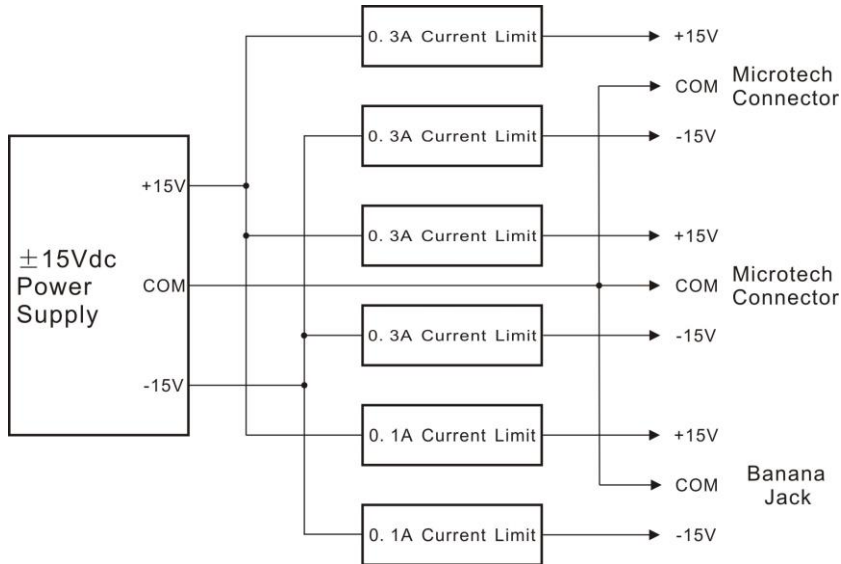 0. 3A Current Limit
+15V
COM
Microtech
Connector
0. 3A Current Limit
-15V
±15Vdc
Power
Supply
+15V
COM
-15V
0. 3A Current Limit
+15V
COM
Microtech
Connector
0. 3A Current Limit
-15V
0. 1A Current Limit
+15V
COM
Banana
Jack
0. 1A Current Limit
-15V